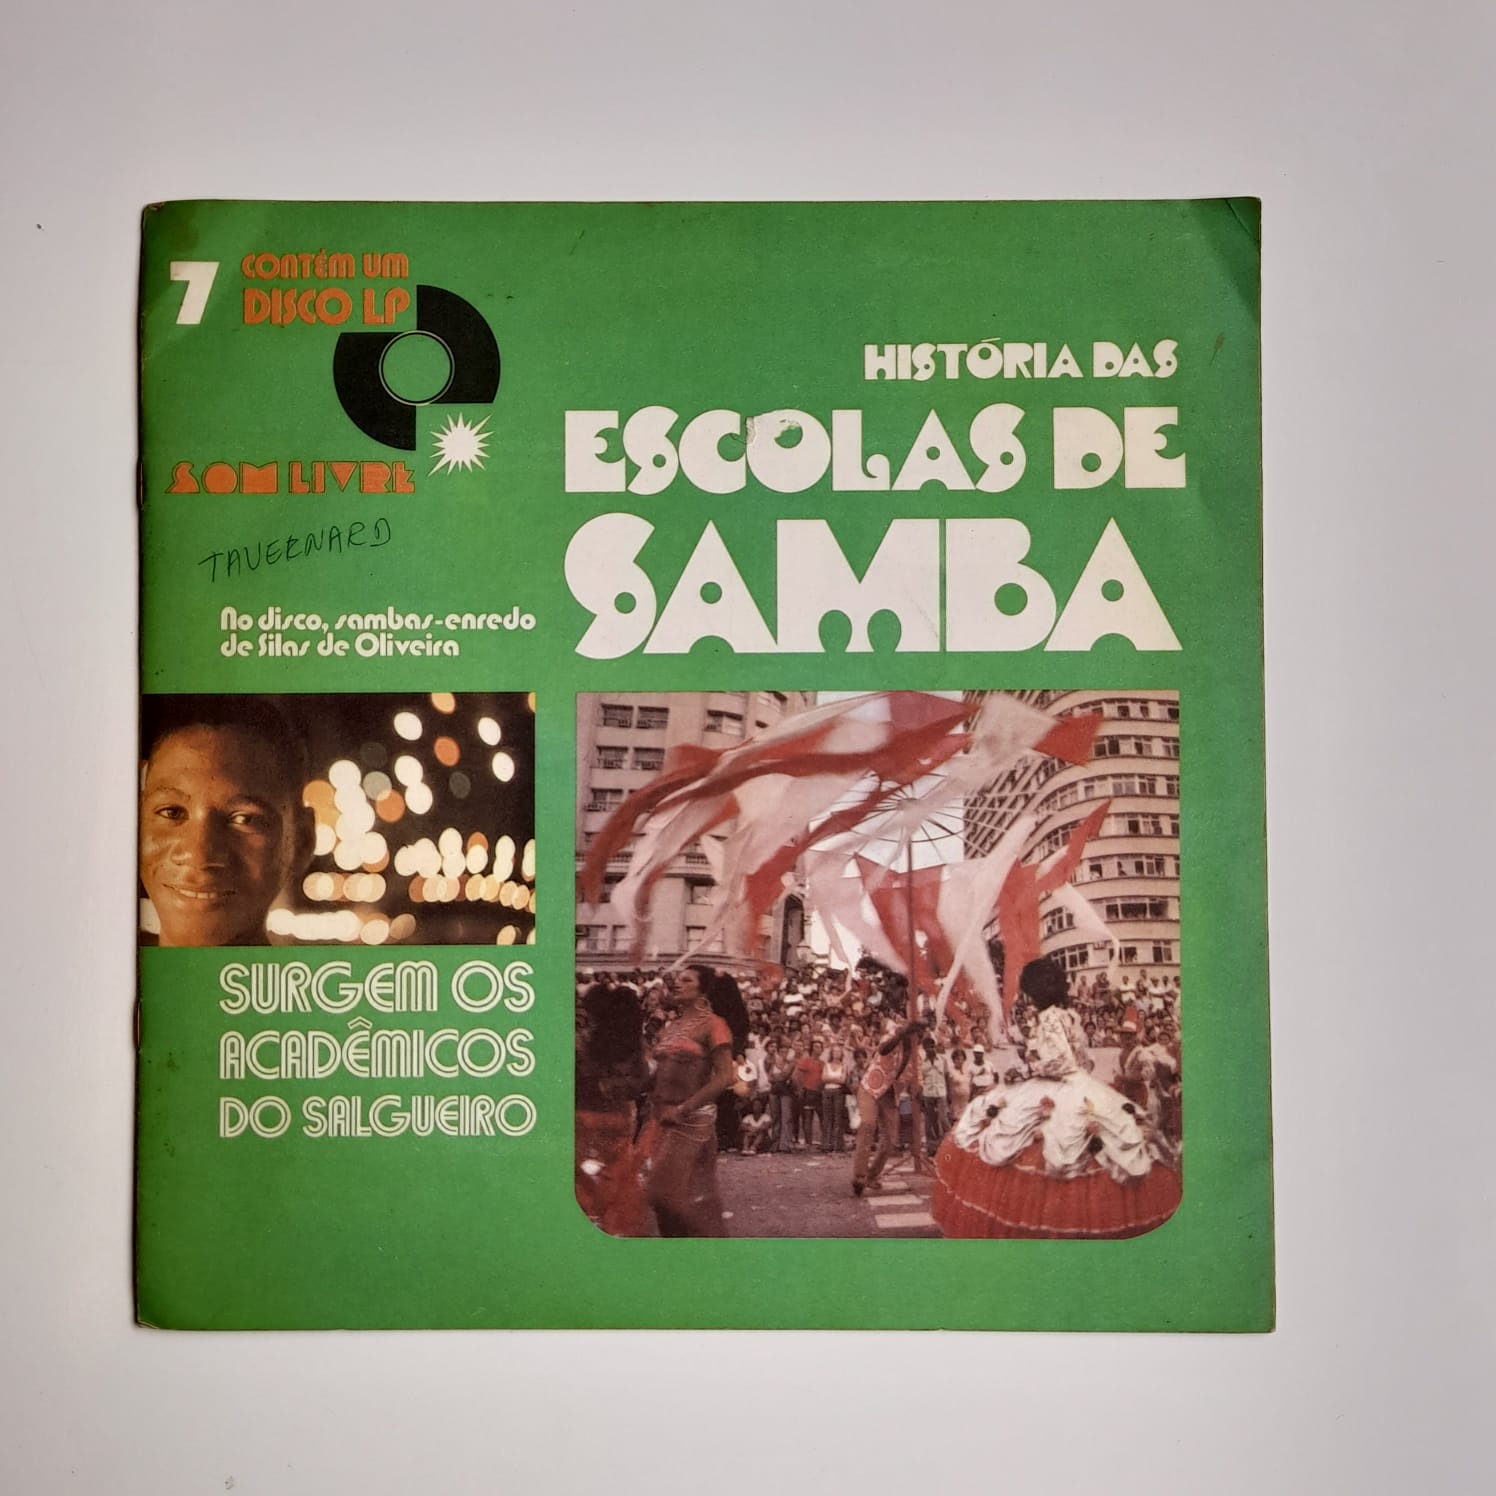 7
CONTÉM UM
DISCO LP
SOM LIVRE
TAVERNARD
No disco, sambas-enredo
de Silas de Oliveira
HISTÓRIA DAS
ESCOLAS DE
SAMBA
SURGEM OS
ACADÊMICOS
DO SALGUEIRO